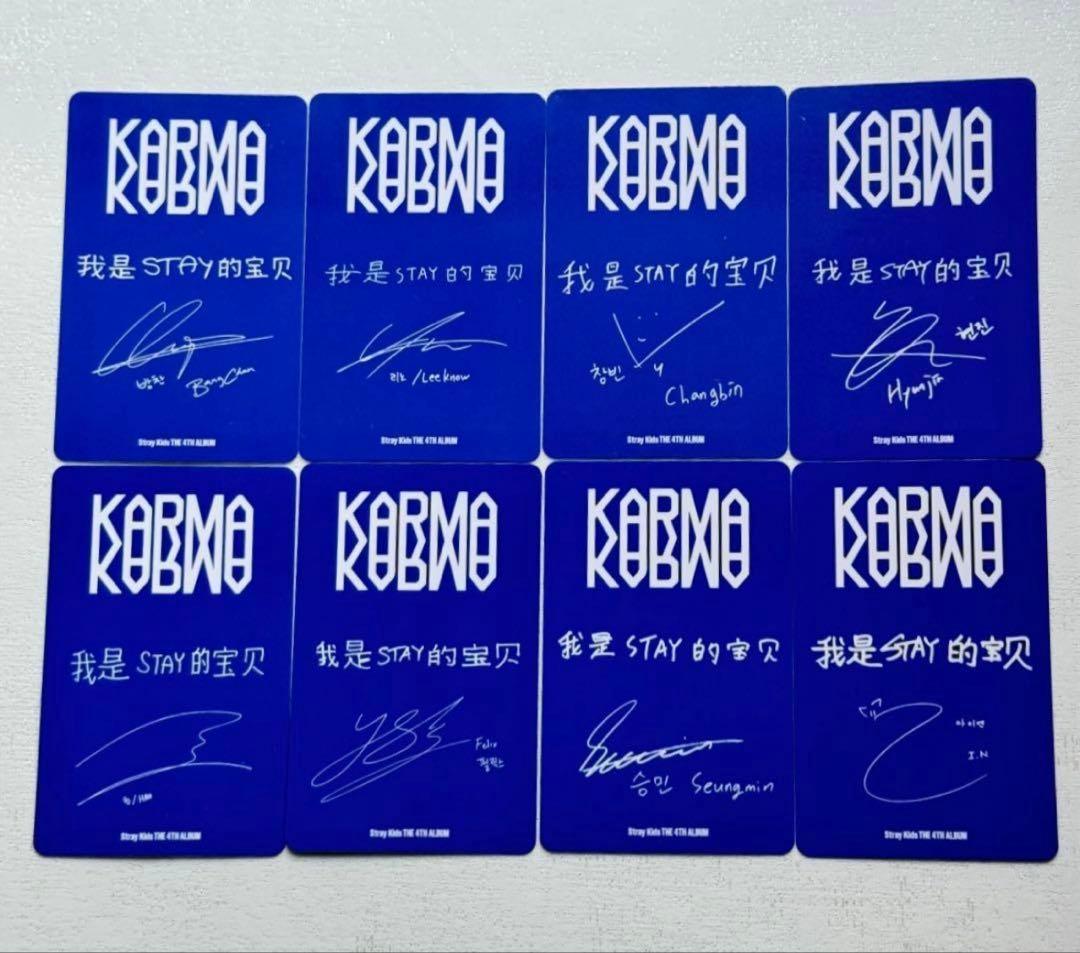 KARMA
我是STAY的宝贝
방찬
BangChan
Stray Kids THE 4TH ALBUM
KARMA
我是STAY的宝贝
리노/Leeknow
Stray Kids THE 4TH ALBUM
KARMA
我是STAY的宝贝
창빈
Changbin
Stray Kids THE 4TH ALBUM
KARMA
我是STAY的宝贝
현진
Hyunjin
Stray Kids THE 4TH ALBUM
KARMA
我是STAY的宝贝
Stray Kids THE 4TH ALBUM
KARMA
我是STAY的宝贝
Felix
필릭스
Stray Kids THE 4TH ALBUM
KARMA
我是STAY的宝贝
승민 Seungmin
Stray Kids THE 4TH ALBUM
KARMA
我是STAY的宝贝
아이엔
I.N
Stray Kids THE 4TH ALBUM